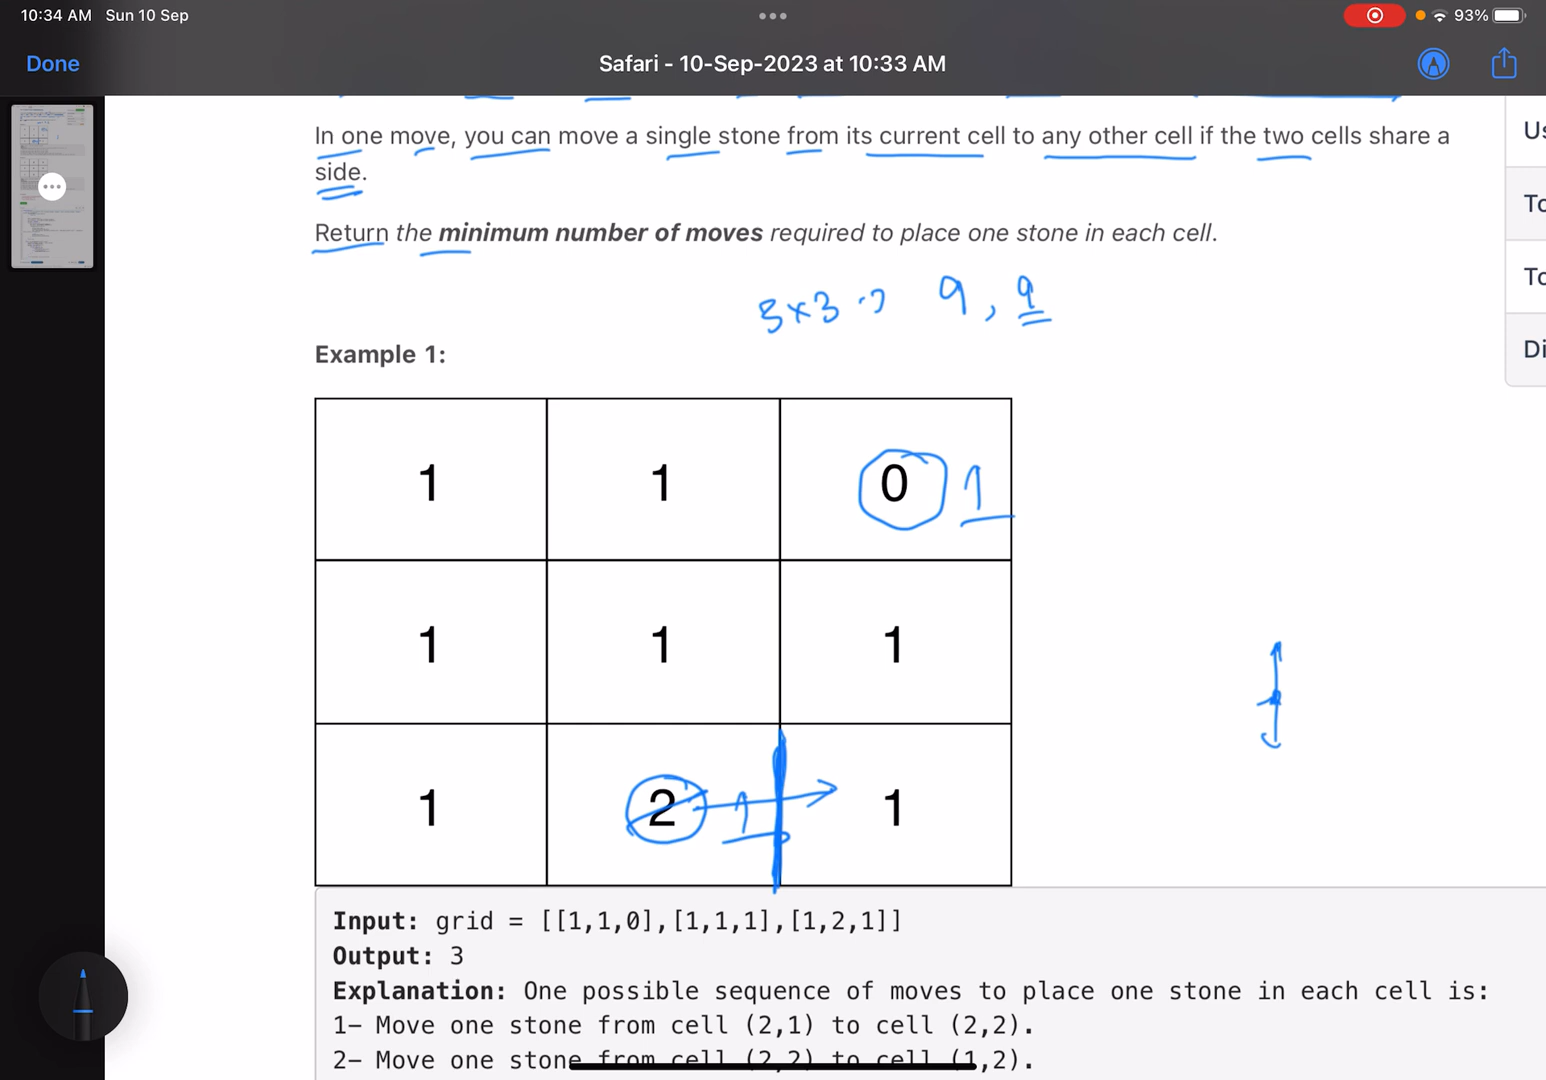 10:34 AM Sun 10 Sep
93%
Done
Safari - 10-Sep-2023 at 10:33 AM
In one move, you can move a single stone from its current cell to any other cell if the two cells share a
side.
Us
Return the minimum number of moves required to place one stone in each cell.
To
3x3 → 9, 9
To
Example 1:
Di
1 1 0 1
1 1 1
1 2 1 1
Input: grid = [[1,1,0],[1,1,1],[1,2,1]]
Output: 3
Explanation: One possible sequence of moves to place one stone in each cell is:
1- Move one stone from cell (2,1) to cell (2,2).
2- Move one stone from cell (2,2) to cell (1,2).